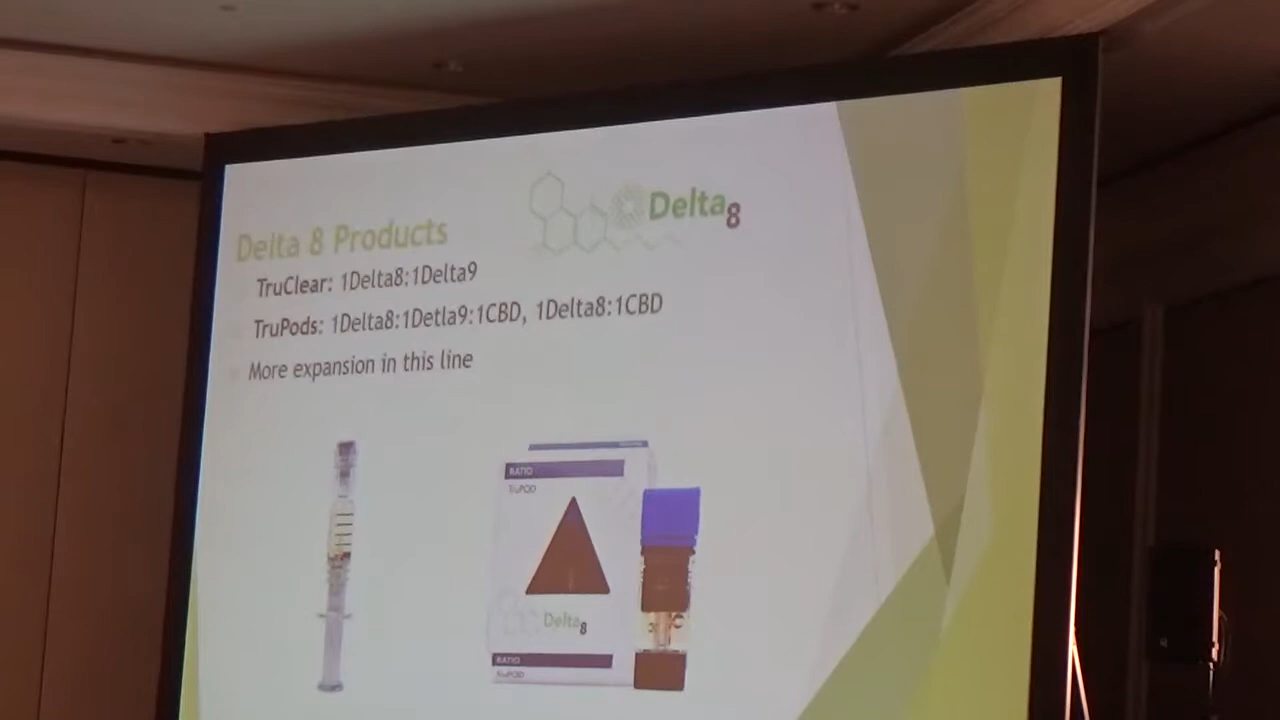 Delta8
Delta 8 Products
TruClear: 1Delta8:1Delta9
TruPods: 1Delta8:1Detla9:1CBD, 1Delta8:1CBD
More expansion in this line
RATIO
TruPOD
Delta8
RATIO
TruPOD